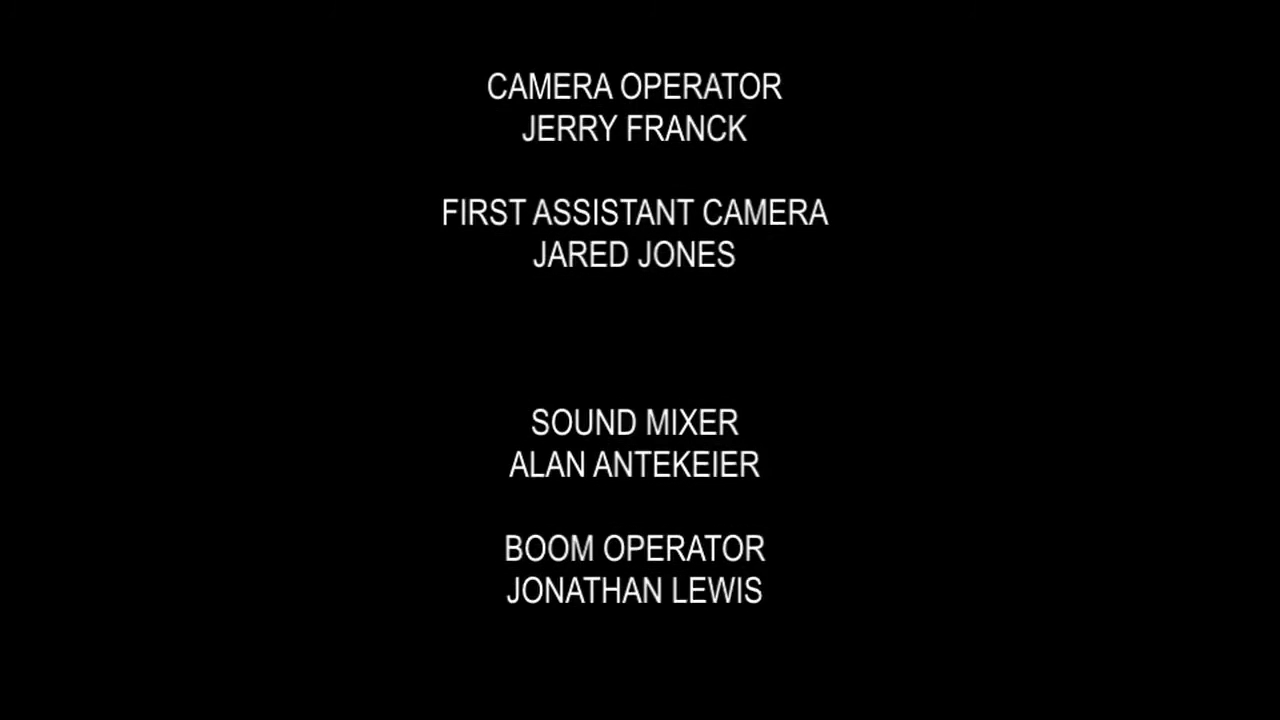 CAMERA OPERATOR
JERRY FRANCK
FIRST ASSISTANT CAMERA
JARED JONES
SOUND MIXER
ALAN ANTEKEIER
BOOM OPERATOR
JONATHAN LEWIS